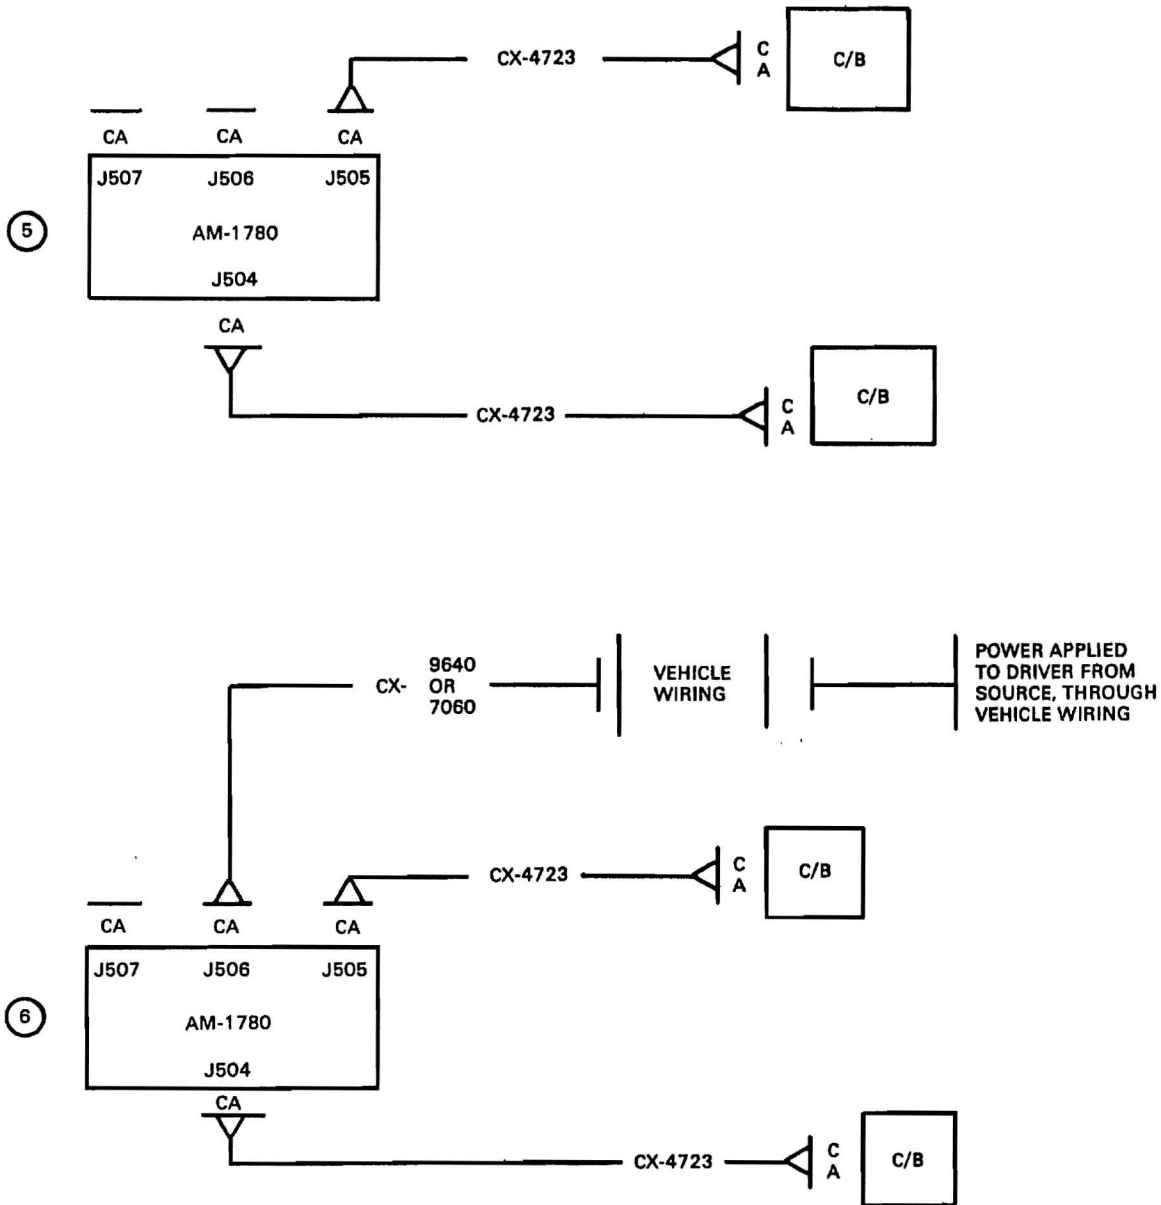 CX-4723
C
A
C/B
CA CA CA
J507 J506 J505
5
AM-1780
J504
CA
CX-4723
C
A
C/B
CX- 9640
OR
7060
VEHICLE
WIRING
POWER APPLIED
TO DRIVER FROM
SOURCE, THROUGH
VEHICLE WIRING
CX-4723
C
A
C/B
CA CA CA
J507 J506 J505
6
AM-1780
J504
CA
CX-4723
C
A
C/B